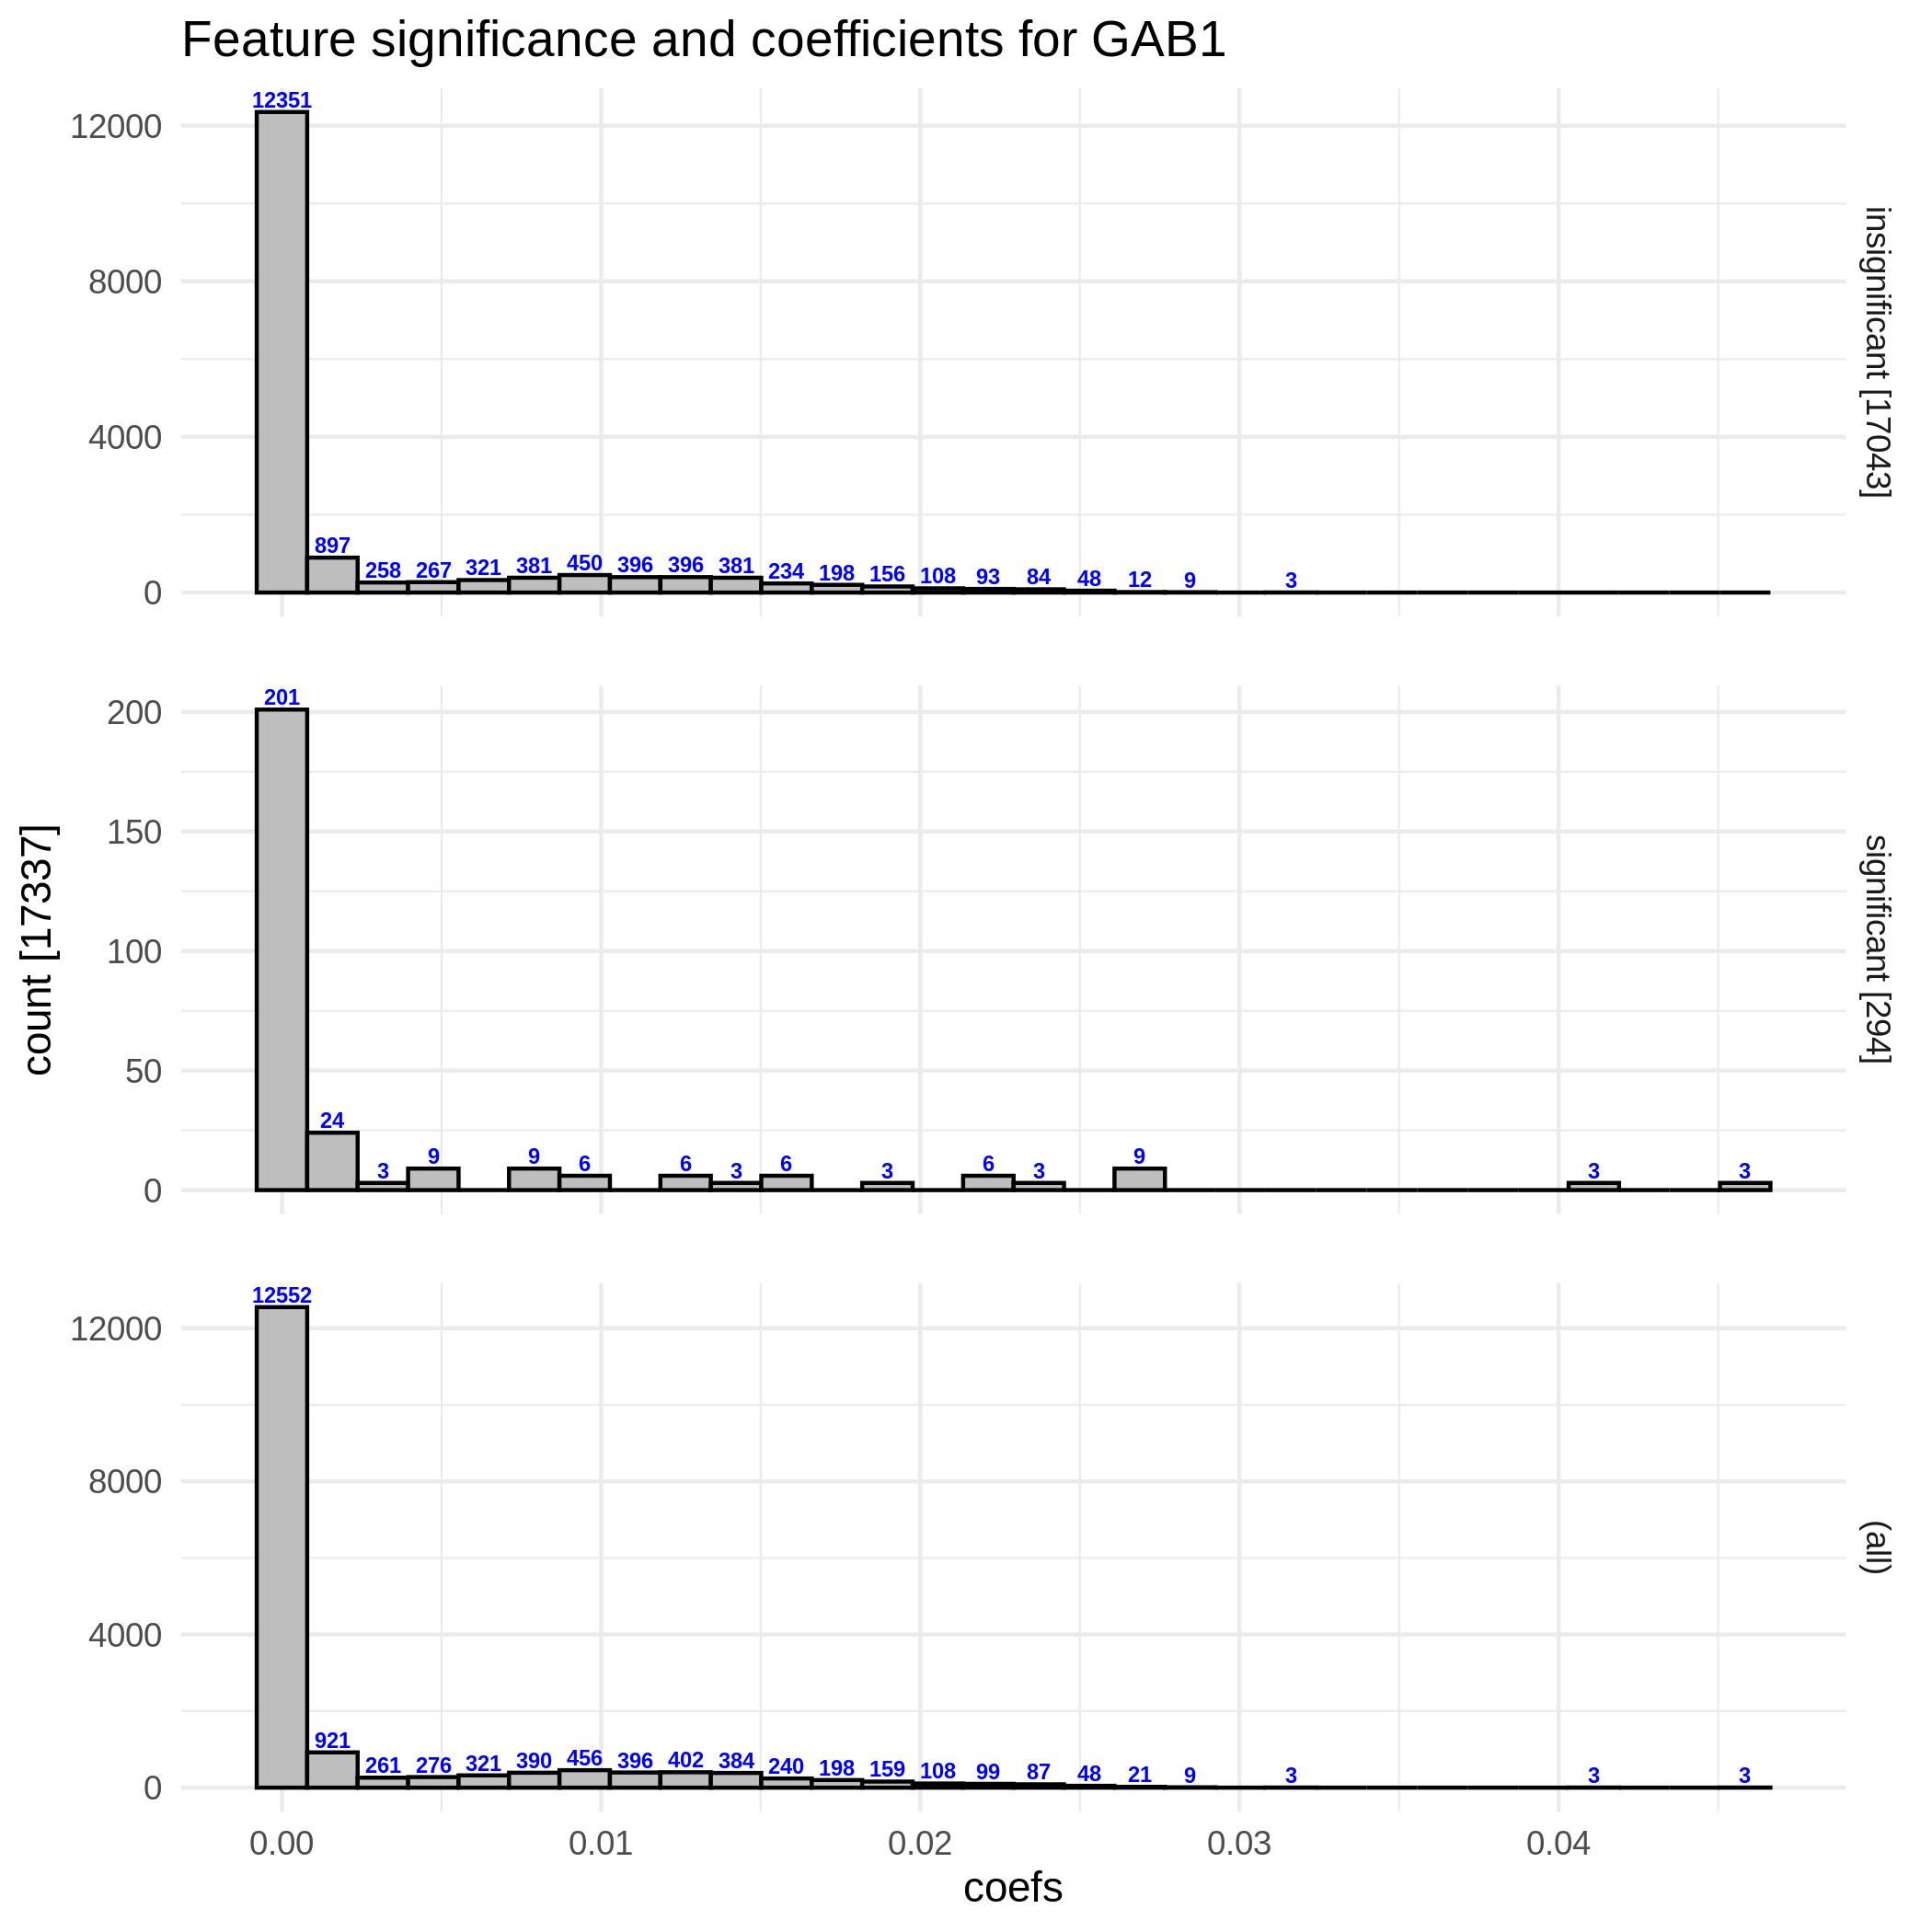 Feature significance and coefficients for GAB1
12351
12000
8000
4000
0
897 258 267 321 381 450 396 396 381 234 198 156 108 93 84 48 12 9 3
insignificant [17043]
count [17337]
201
200
150
100
50
0
24 3 9 9 6 6 3 6 3 6 3 9 3 3
significant [294]
12552
12000
8000
4000
0
921 261 276 321 390 456 396 402 384 240 198 159 108 99 87 48 21 9 3 3 3
(all)
0.00 0.01 0.02 0.03 0.04
coefs